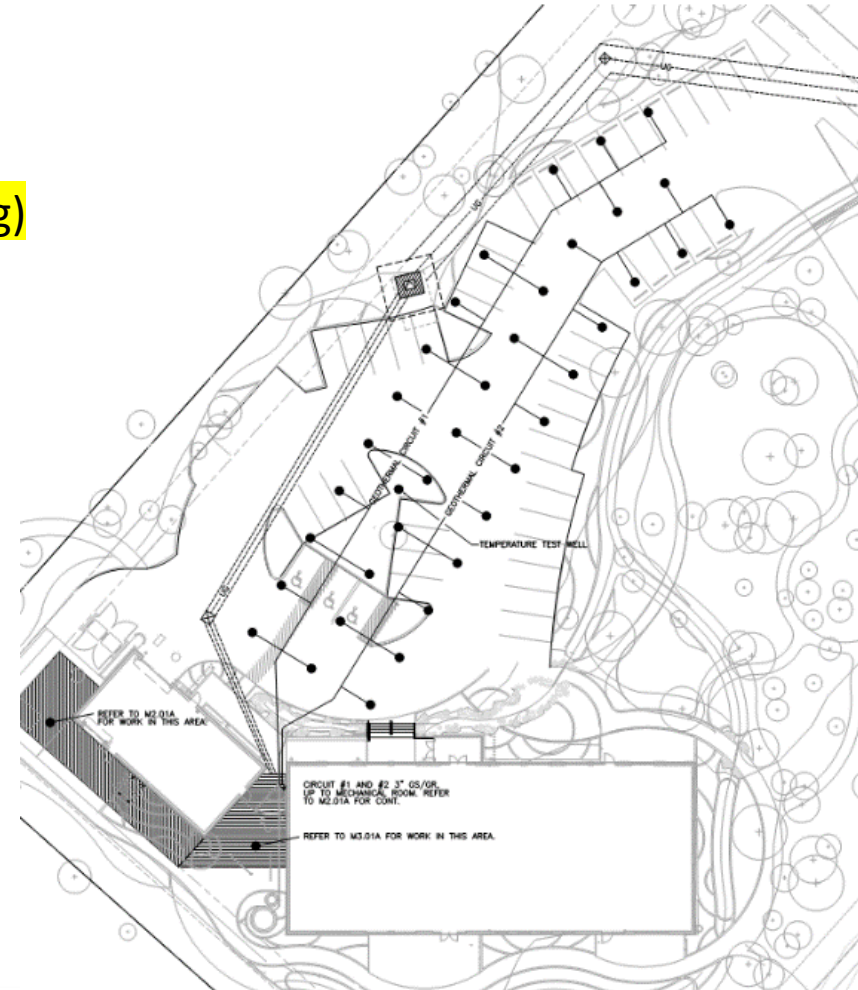 g)
UG
UG
GEOTHERMAL CIRCUIT #1
GEOTHERMAL CIRCUIT #2
TEMPERATURE TEST WELL
UG
REFER TO M2.01A
FOR WORK IN THIS AREA.
CIRCUIT #1 AND #2 3" GS/GR,
UP TO MECHANICAL ROOM. REFER
TO M2.01A FOR CONT.
REFER TO M3.01A FOR WORK IN THIS AREA.